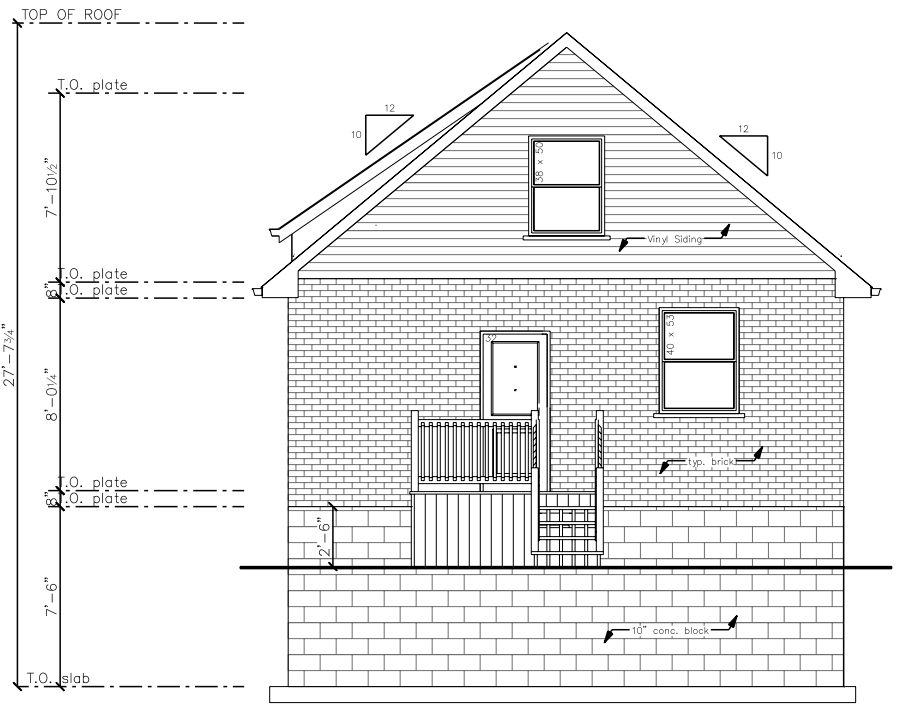 TOP OF ROOF
T.O. plate
12
10
12
10
38 x 50
7'-10½"
Vinyl Siding
T.O. plate
8"
T.O. plate
27'-7¾"
40 x 53
32
8'-0¼"
typ. brick
T.O. plate
8"
T.O. plate
2'-6"
7'-6"
10" conc. block
T.O. slab